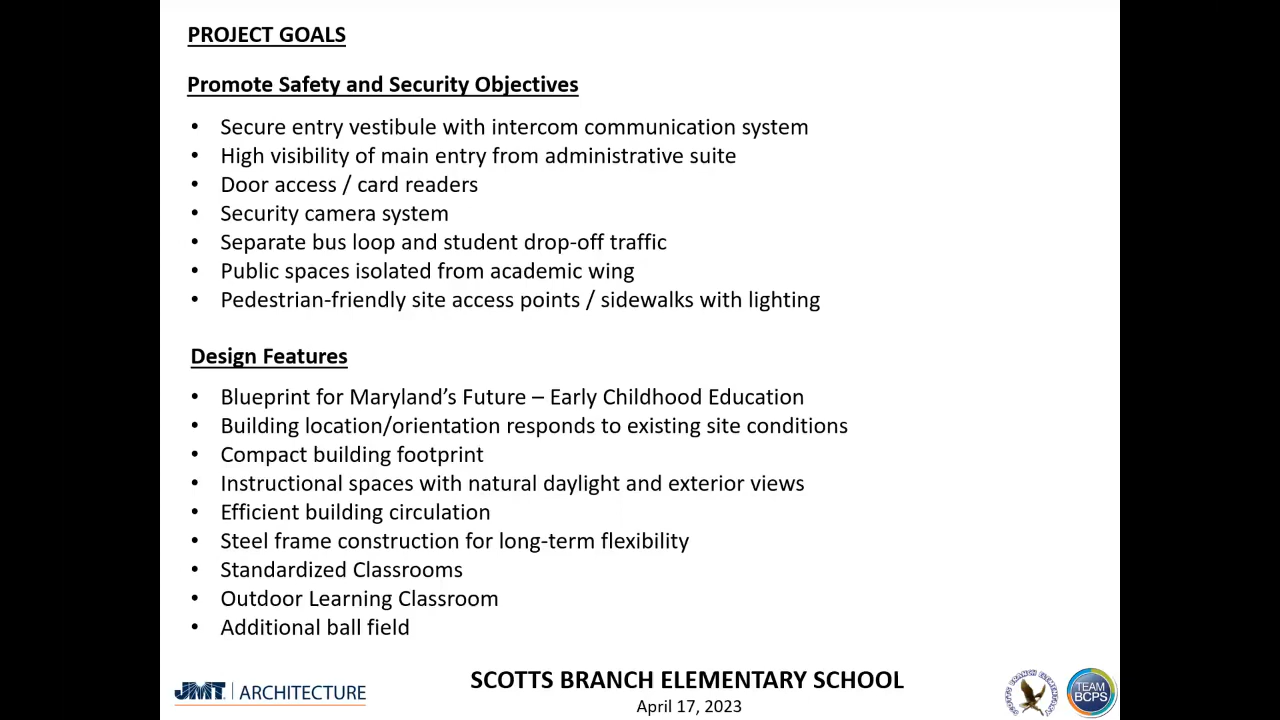 PROJECT GOALS
Promote Safety and Security Objectives
• Secure entry vestibule with intercom communication system
• High visibility of main entry from administrative suite
• Door access / card readers
• Security camera system
• Separate bus loop and student drop-off traffic
• Public spaces isolated from academic wing
• Pedestrian-friendly site access points / sidewalks with lighting
Design Features
• Blueprint for Maryland’s Future – Early Childhood Education
• Building location/orientation responds to existing site conditions
• Compact building footprint
• Instructional spaces with natural daylight and exterior views
• Efficient building circulation
• Steel frame construction for long-term flexibility
• Standardized Classrooms
• Outdoor Learning Classroom
• Additional ball field
JMT | ARCHITECTURE
SCOTTS BRANCH ELEMENTARY SCHOOL
April 17, 2023
SCOTTS BRANCH ELEMENTARY
TEAM
BCPS